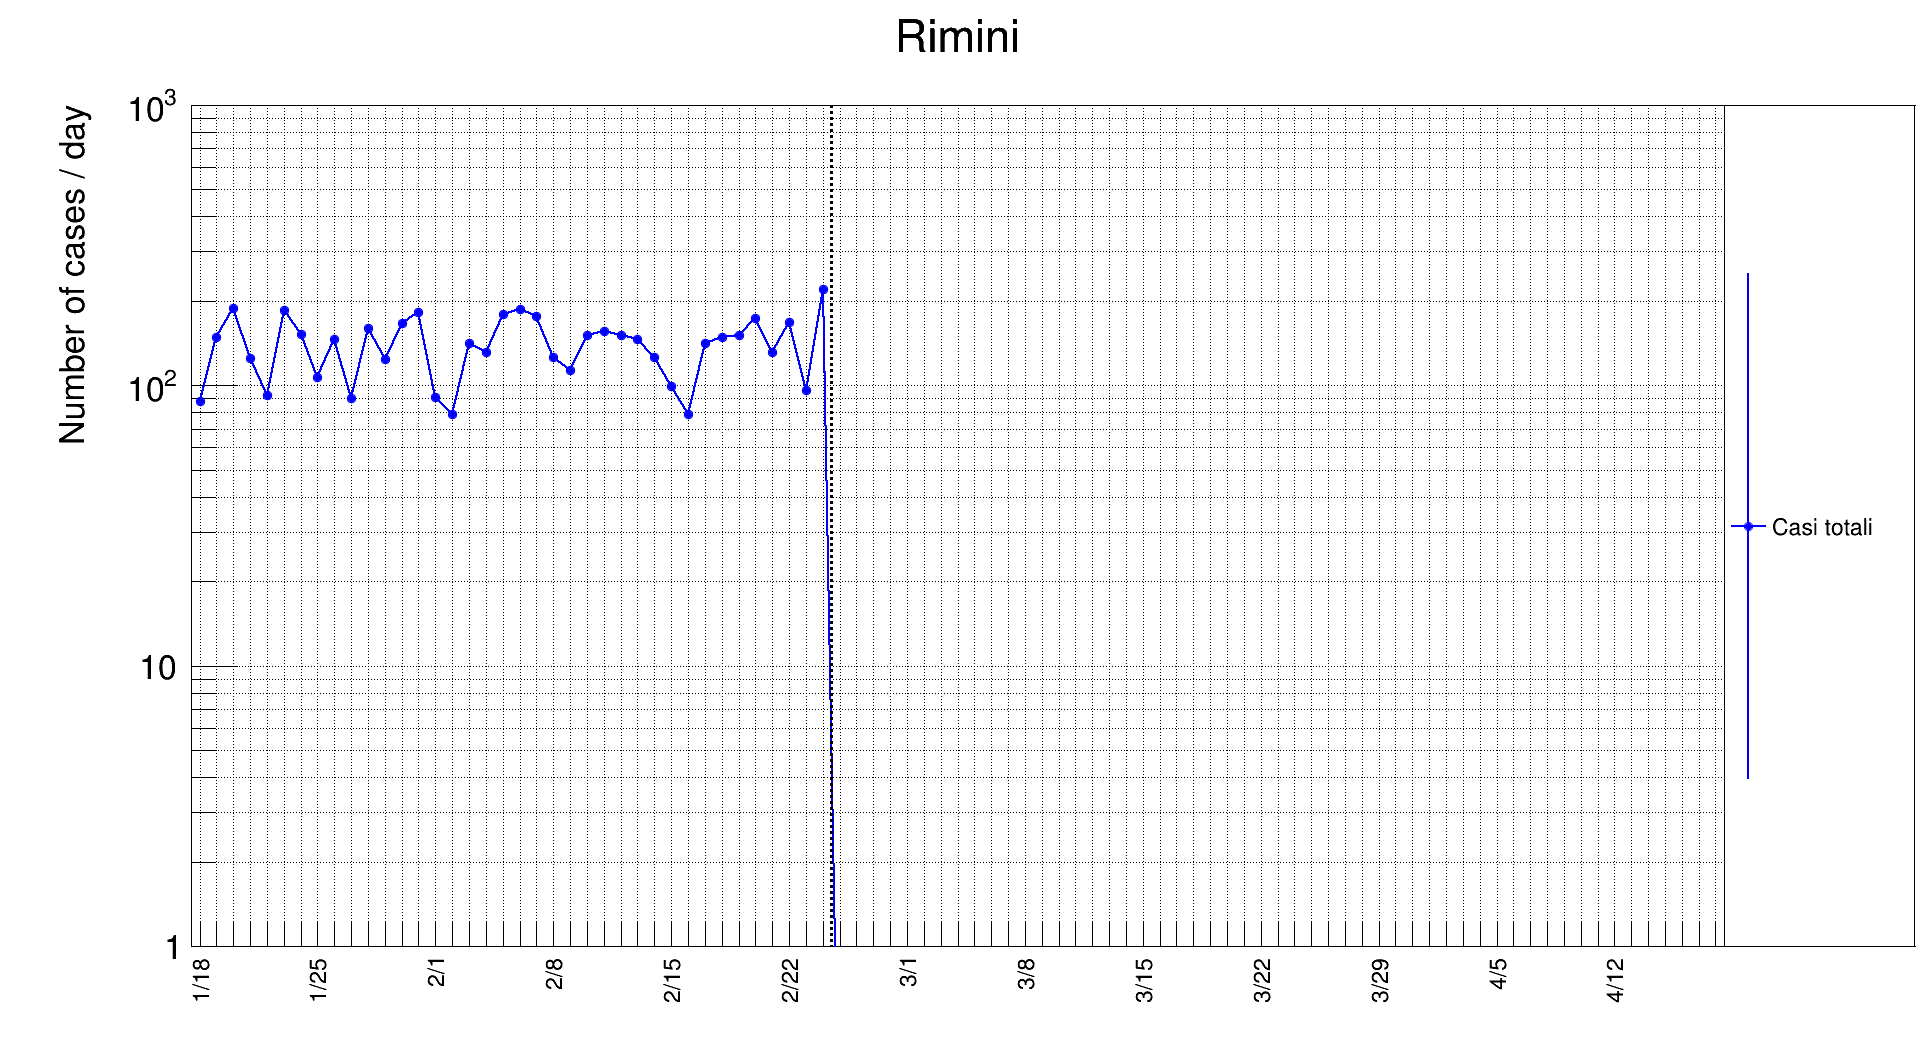 Rimini
Number of cases / day
10³
10²
10
1
1/18 1/25 2/1 2/8 2/15 2/22 3/1 3/8 3/15 3/22 3/29 4/5 4/12
Casi totali